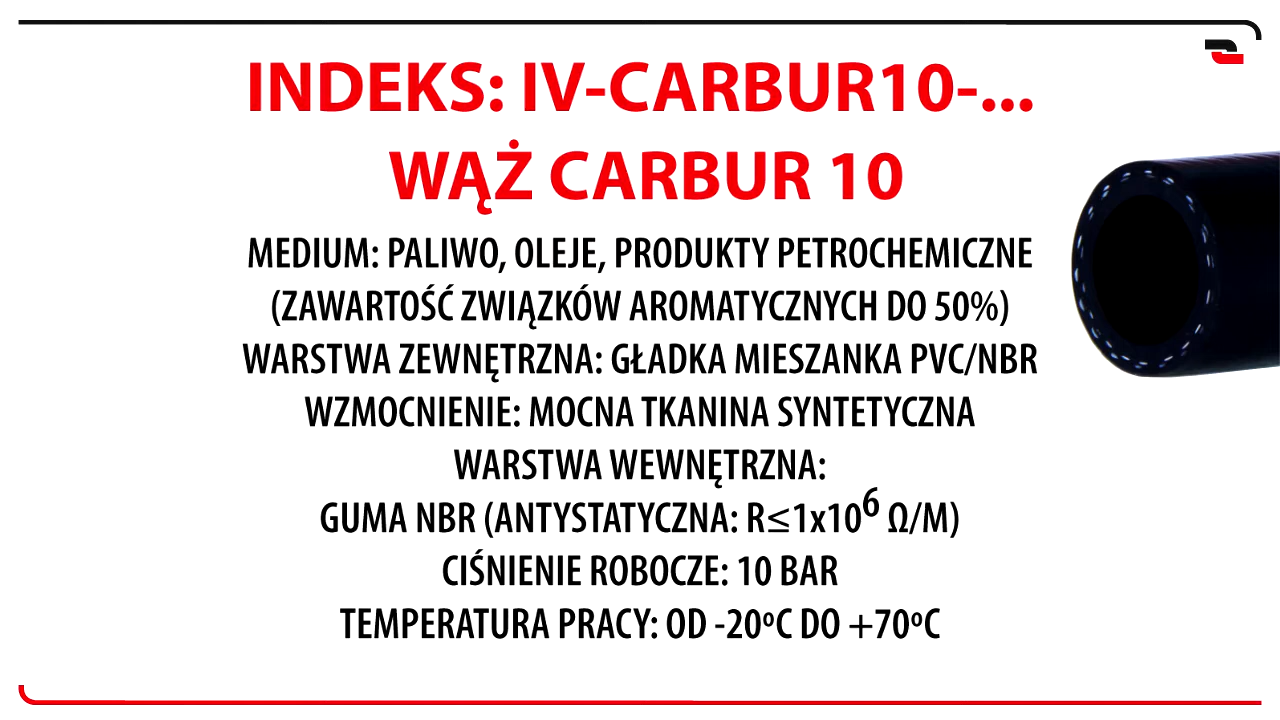 INDEKS: IV-CARBUR10-...
WĄŻ CARBUR 10
MEDIUM: PALIWO, OLEJE, PRODUKTY PETROCHEMICZNE
(ZAWARTOŚĆ ZWIĄZKÓW AROMATYCZNYCH DO 50%)
WARSTWA ZEWNĘTRZNA: GŁADKA MIESZANKA PVC/NBR
WZMOCNIENIE: MOCNA TKANINA SYNTETYCZNA
WARSTWA WEWNĘTRZNA:
GUMA NBR (ANTYSTATYCZNA: R≤1x10⁶ Ω/M)
CIŚNIENIE ROBOCZE: 10 BAR
TEMPERATURA PRACY: OD -20ºC DO +70ºC